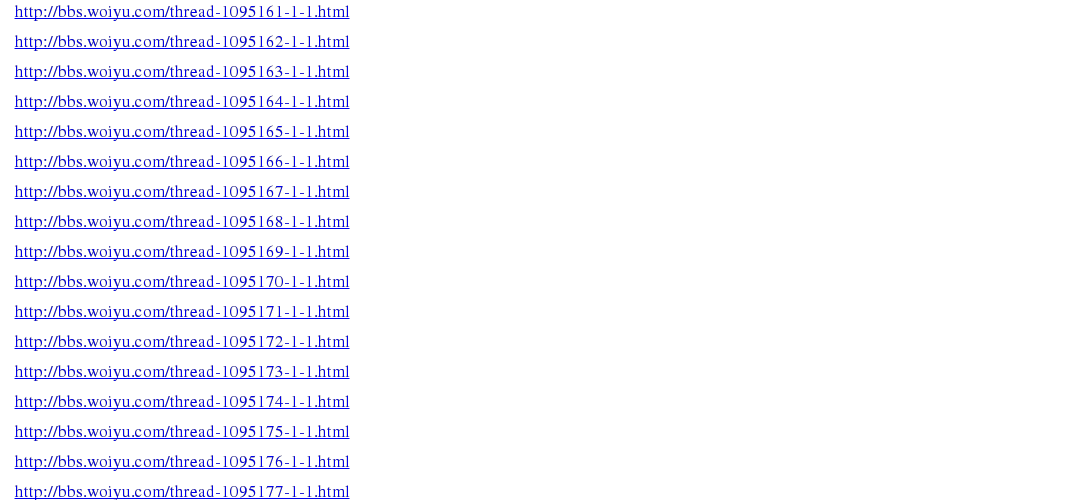 http://bbs.woiyu.com/thread-1095161-1-1.html
http://bbs.woiyu.com/thread-1095162-1-1.html
http://bbs.woiyu.com/thread-1095163-1-1.html
http://bbs.woiyu.com/thread-1095164-1-1.html
http://bbs.woiyu.com/thread-1095165-1-1.html
http://bbs.woiyu.com/thread-1095166-1-1.html
http://bbs.woiyu.com/thread-1095167-1-1.html
http://bbs.woiyu.com/thread-1095168-1-1.html
http://bbs.woiyu.com/thread-1095169-1-1.html
http://bbs.woiyu.com/thread-1095170-1-1.html
http://bbs.woiyu.com/thread-1095171-1-1.html
http://bbs.woiyu.com/thread-1095172-1-1.html
http://bbs.woiyu.com/thread-1095173-1-1.html
http://bbs.woiyu.com/thread-1095174-1-1.html
http://bbs.woiyu.com/thread-1095175-1-1.html
http://bbs.woiyu.com/thread-1095176-1-1.html
http://bbs.woiyu.com/thread-1095177-1-1.html